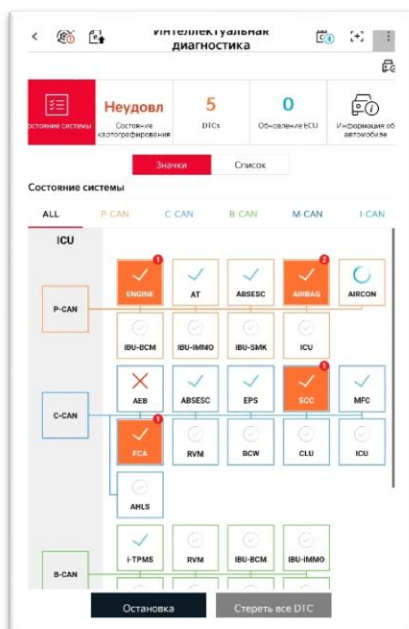 Интеллектуальная
диагностика
Неудовл
5
0
состояние системы
Состояние
картографирования
DTCs
Обновление ECU
Информация об
автомобиле
Значки
Список
Состояние системы
ALL
P-CAN
C-CAN
B-CAN
M-CAN
I-CAN
ICU
P-CAN
1
ENGINE
AT
ABSESC
2
AIRBAG
AIRCON
IBU-BCM
IBU-IMMO
IBU-SMK
ICU
C-CAN
AEB
ABSESC
EPS
1
SCC
MFC
1
FCA
RVM
BCW
CLU
ICU
AHLS
B-CAN
i-TPMS
RVM
IBU-BCM
IBU-IMMO
Остановка
Стереть все DTC